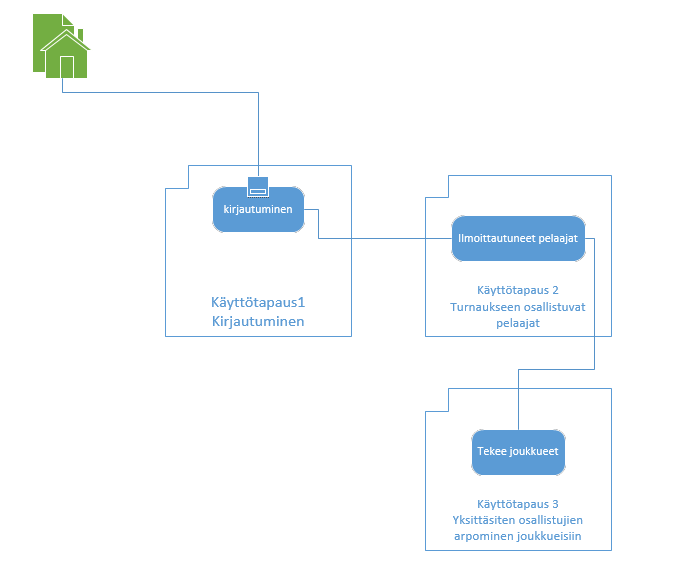 kirjautuminen
Käyttötapaus1
Kirjautuminen
Ilmoittautuneet pelaajat
Käyttötapaus 2
Turnaukseen osallistuvat
pelaajat
Tekee joukkueet
Käyttötapaus 3
Yksittäsiten osallistujien
arpominen joukkueisiin